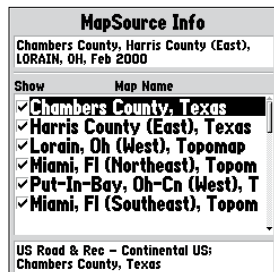 MapSource Info
Chambers County, Harris County (East),
LORAIN, OH, Feb 2000
Show Map Name
Chambers County, Texas
Harris County (East), Texas
Lorain, Oh (West), Topomap
Miami, Fl (Northeast), Topom
Put-In-Bay, Oh-Cn (West), T
Miami, Fl (Southeast), Topom
US Road & Rec - Continental US;
Chambers County, Texas